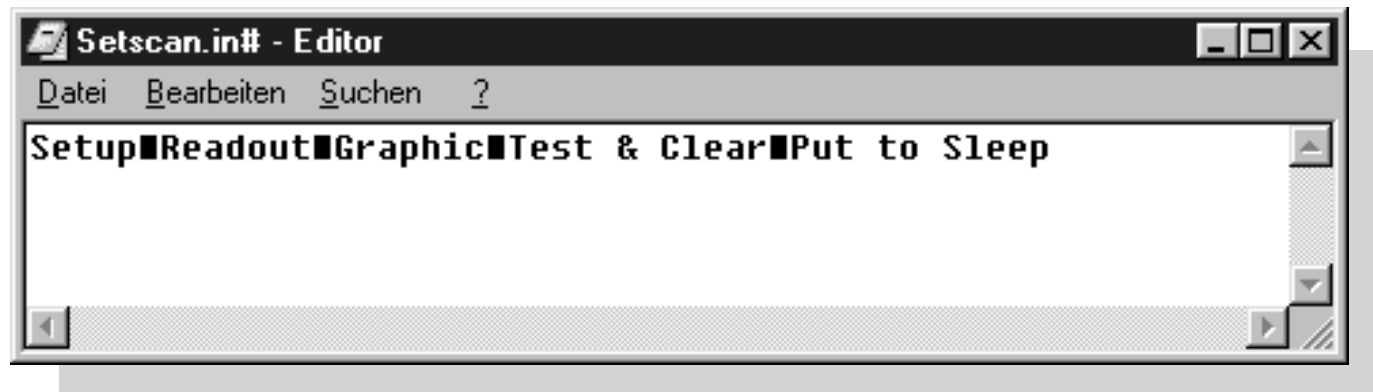 Setscan.in# - Editor
Datei Bearbeiten Suchen ?
Setup■Readout■Graphic■Test & Clear■Put to Sleep